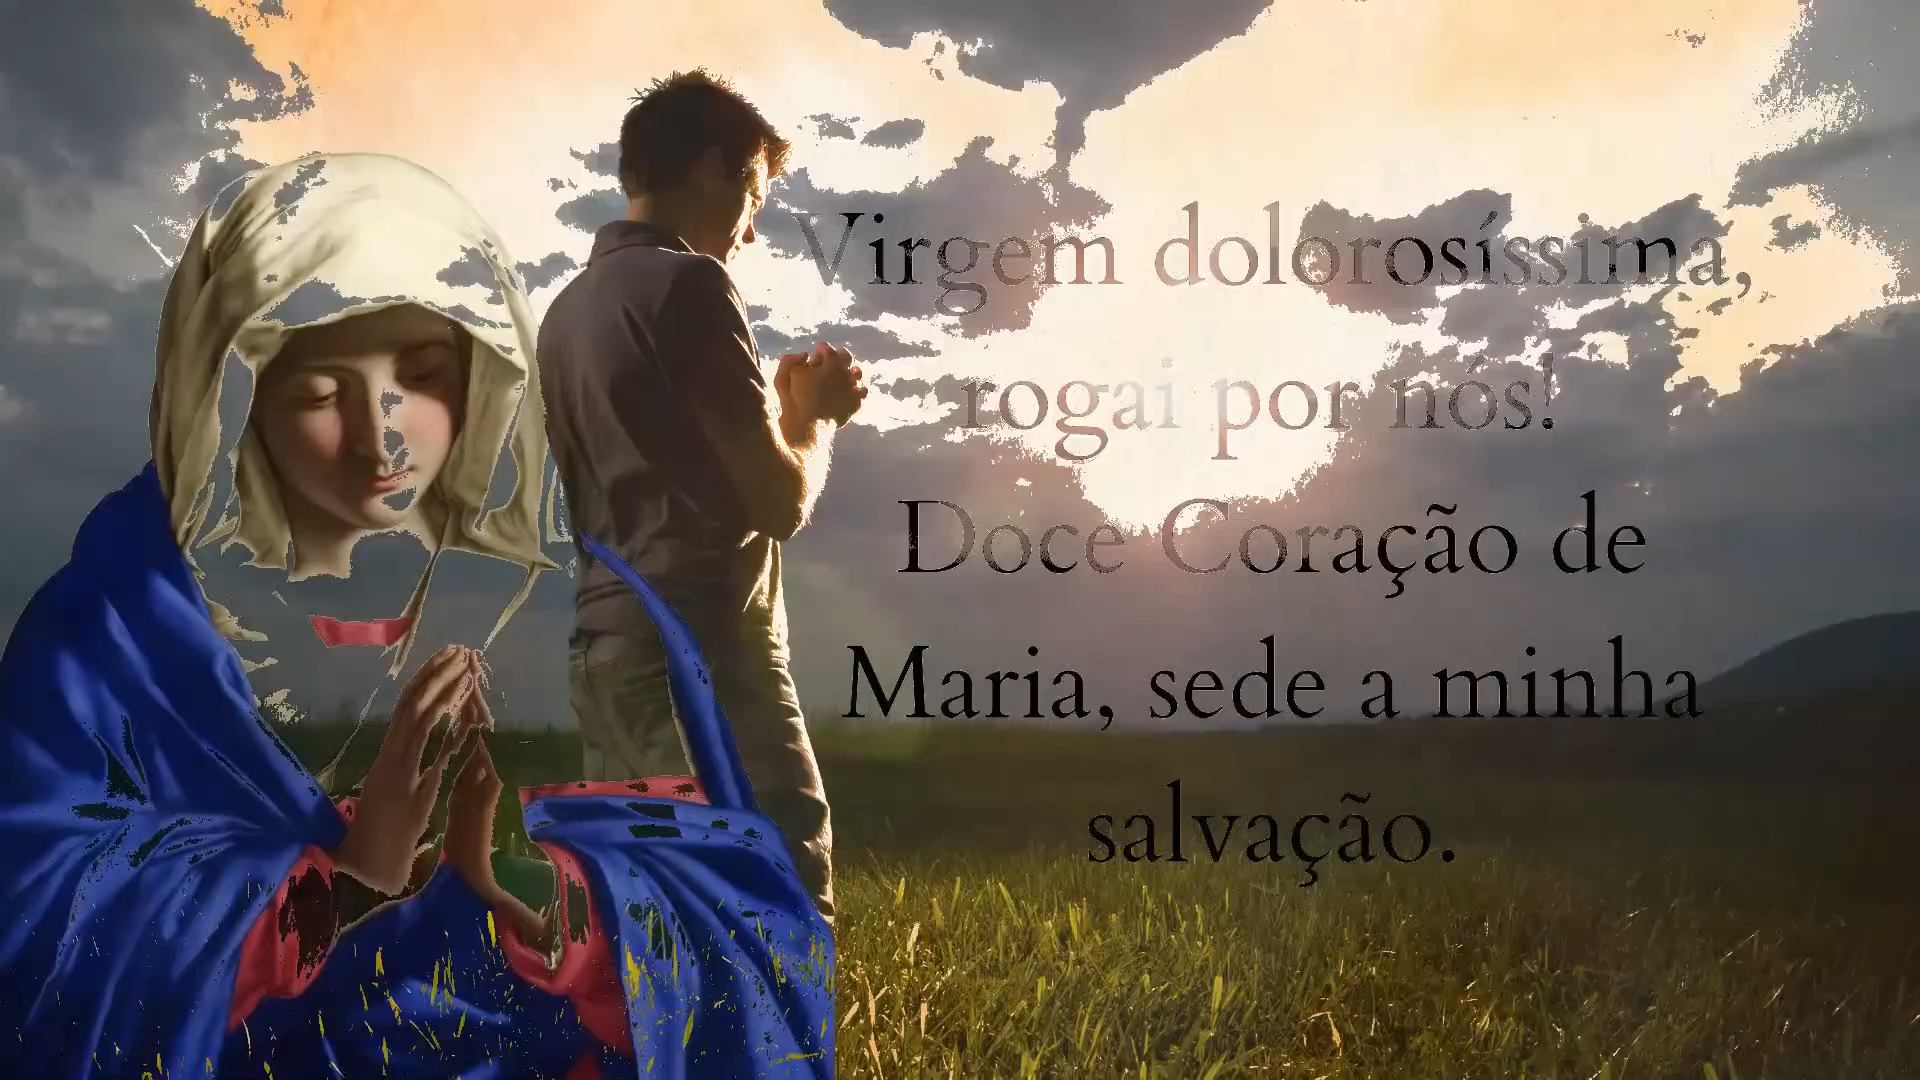 Virgem dolorosíssima,
rogai por nós!
Doce Coração de
Maria, sede a minha
salvação.